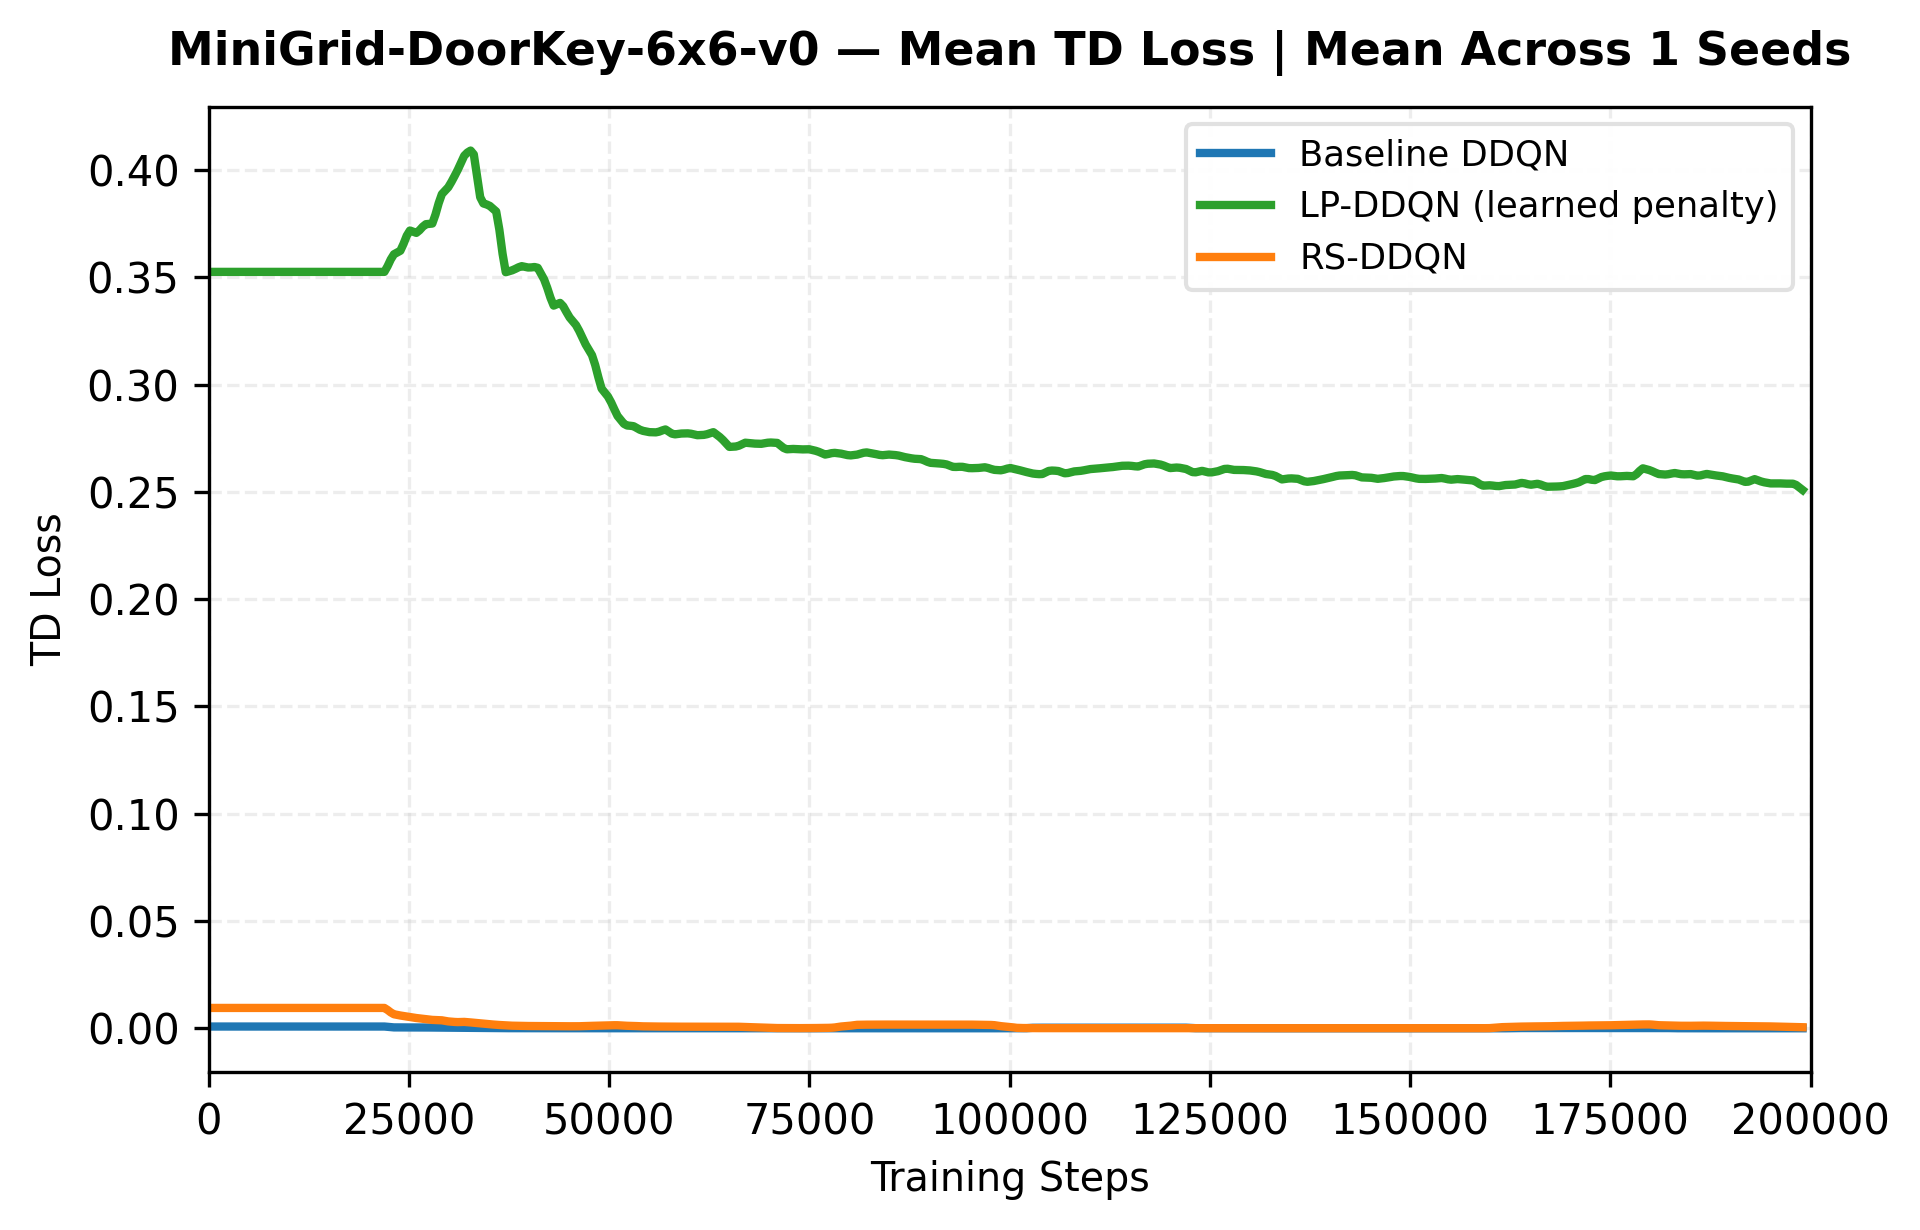 MiniGrid-DoorKey-6x6-v0 — Mean TD Loss | Mean Across 1 Seeds
Baseline DDQN
LP-DDQN (learned penalty)
RS-DDQN
TD Loss
0.40
0.35
0.30
0.25
0.20
0.15
0.10
0.05
0.00
0 25000 50000 75000 100000 125000 150000 175000 200000
Training Steps